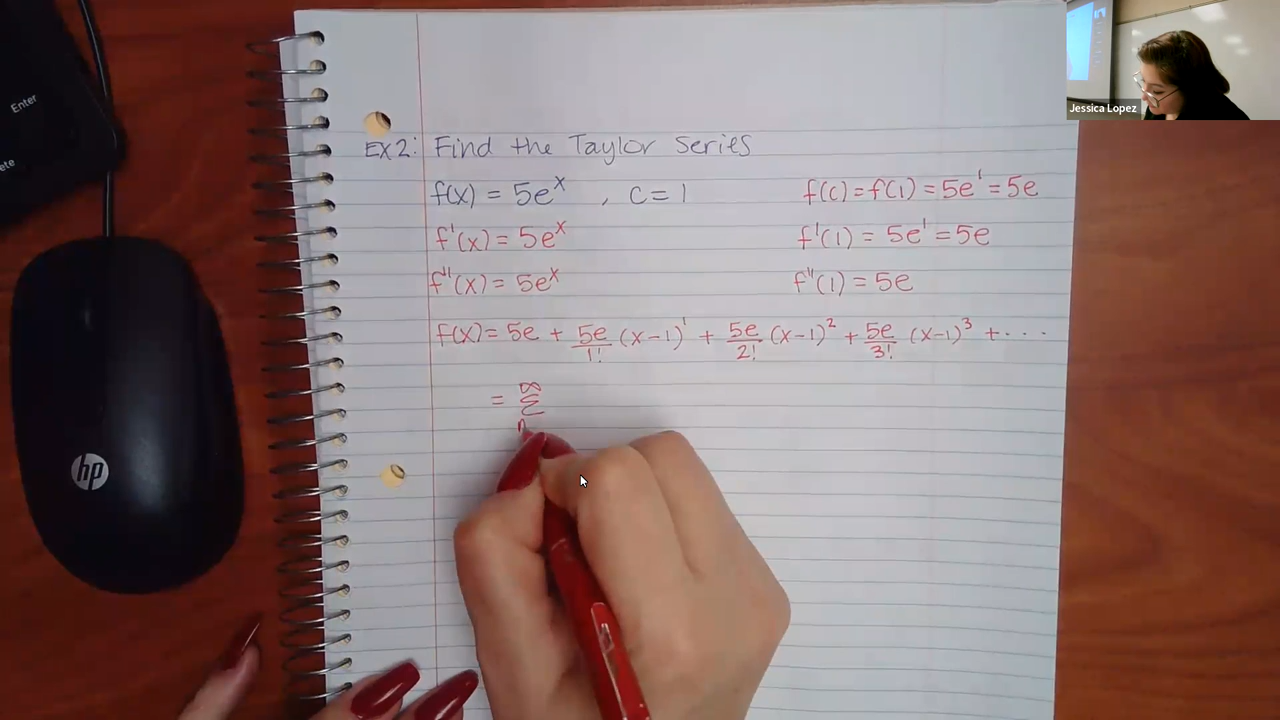 EX2: Find the Taylor Series
f(x) = 5e^x , c = 1
f(c) = f(1) = 5e^1 = 5e
f'(x) = 5e^x
f'(1) = 5e^1 = 5e
f''(x) = 5e^x
f''(1) = 5e
f(x) = 5e + 5e/1! (x-1)^1 + 5e/2! (x-1)^2 + 5e/3! (x-1)^3 + ....
= ∞ Σ n
Enter
hp
Jessica Lopez